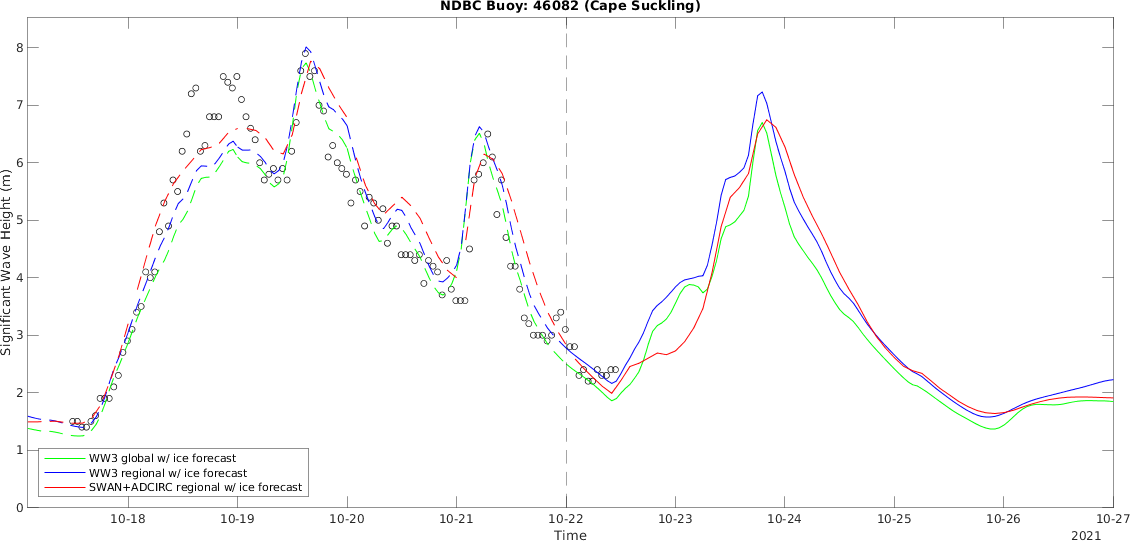 NDBC Buoy: 46082 (Cape Suckling)
Significant Wave Height (m)
8
7
6
5
4
3
2
1
0
WW3 global w/ ice forecast
WW3 regional w/ ice forecast
SWAN+ADCIRC regional w/ ice forecast
10-18 10-19 10-20 10-21 10-22 10-23 10-24 10-25 10-26 10-27
Time
2021